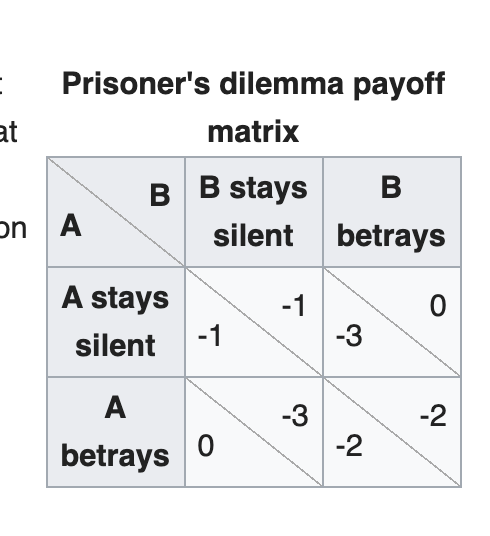 t
Prisoner's dilemma payoff
at
matrix
B
B stays
B
A
silent
betrays
on
A stays
silent
-1
-1
0
-3
A
betrays
-3
0
-2
-2